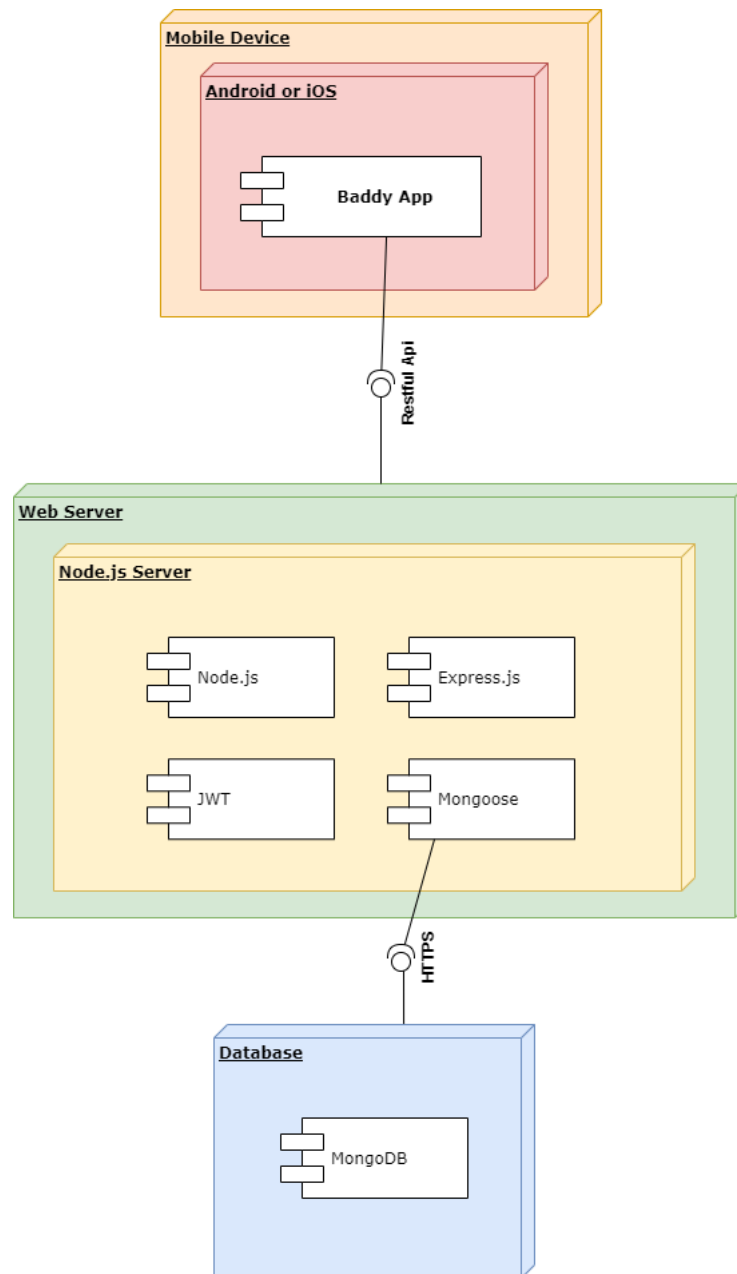 Mobile Device
Android or iOS
Baddy App
Restful Api
Web Server
Node.js Server
Node.js
Express.js
JWT
Mongoose
HTTPS
Database
MongoDB